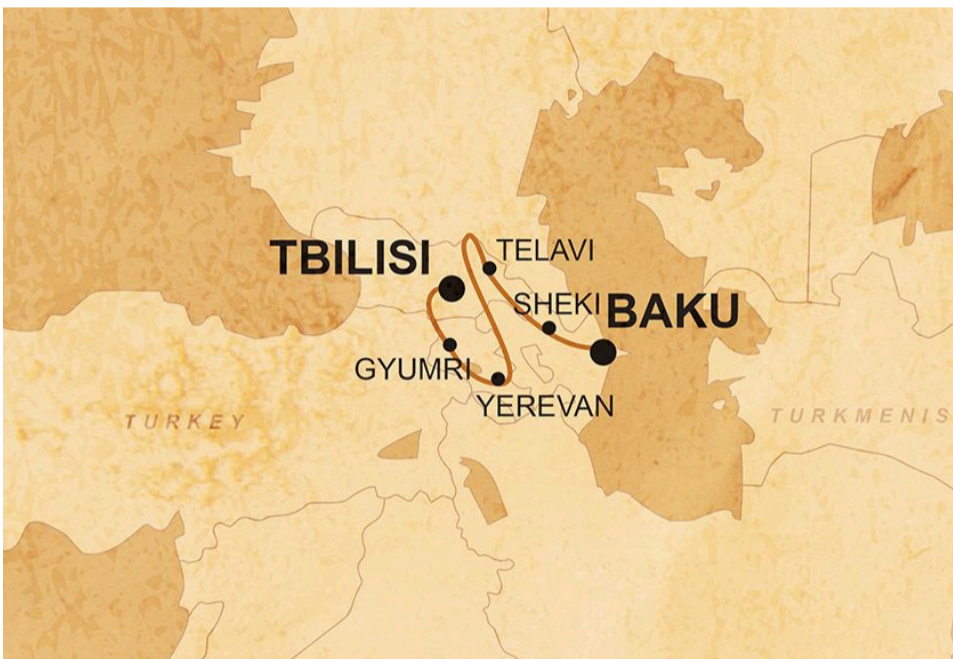 TBILISI
TELAVI
SHEKI
BAKU
GYUMRI
YEREVAN
TURKEY
TURKMENIS